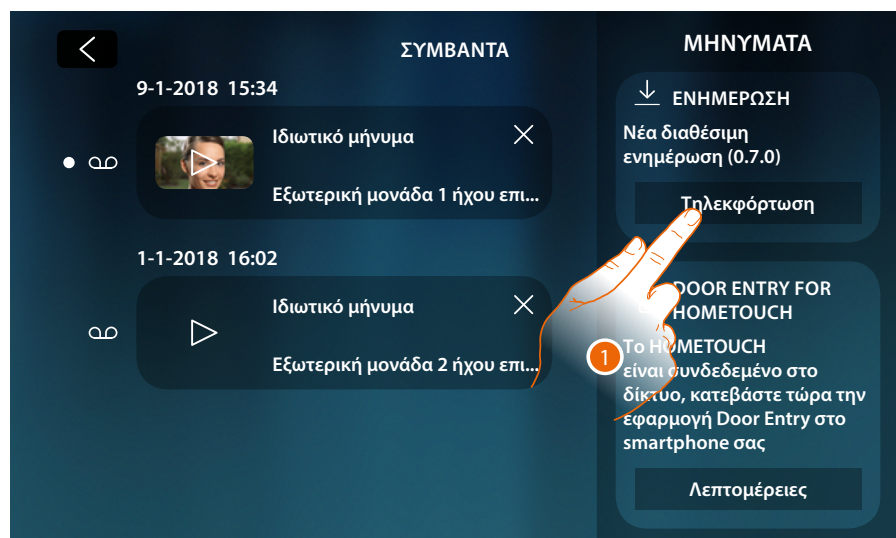 ΣΥΜΒΑΝΤΑ
9-1-2018 15:34
Ιδιωτικό μήνυμα
Εξωτερική μονάδα 1 ήχου επι...
1-1-2018 16:02
Ιδιωτικό μήνυμα
Εξωτερική μονάδα 2 ήχου επι...
ΜΗΝΥΜΑΤΑ
ΕΝΗΜΕΡΩΣΗ
Νέα διαθέσιμη
ενημέρωση (0.7.0)
Τηλεκφόρτωση
DOOR ENTRY FOR
HOMETOUCH
1
Το HOMETOUCH
είναι συνδεδεμένο στο
δίκτυο, κατεβάστε τώρα την
εφαρμογή Door Entry στο
smartphone σας
Λεπτομέρειες